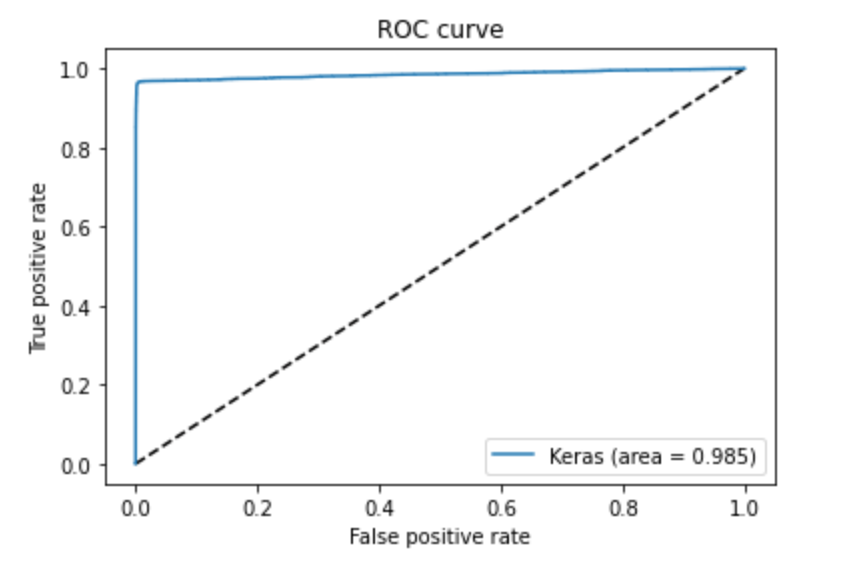 ROC curve
1.0
0.8
0.6
0.4
0.2
0.0
True positive rate
Keras (area = 0.985)
0.0 0.2 0.4 0.6 0.8 1.0
False positive rate